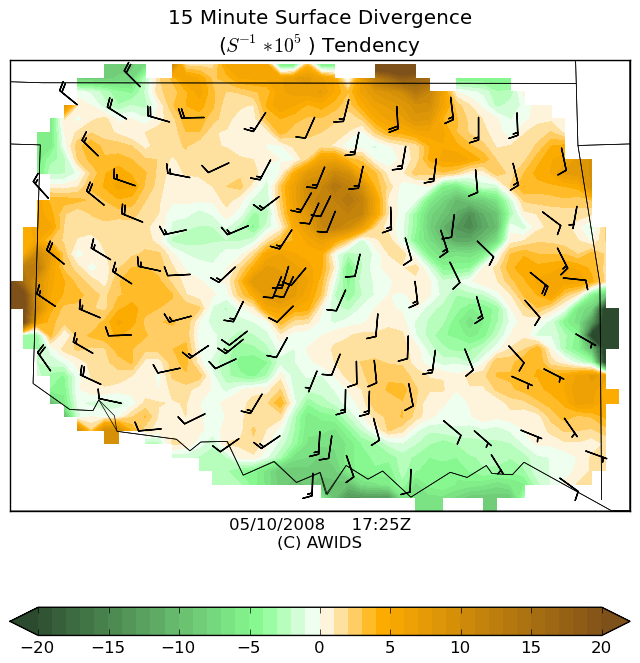 15 Minute Surface Divergence
(S⁻¹ * 10⁵ ) Tendency
05/10/2008 17:25Z
(C) AWIDS
−20 −15 −10 −5 0 5 10 15 20